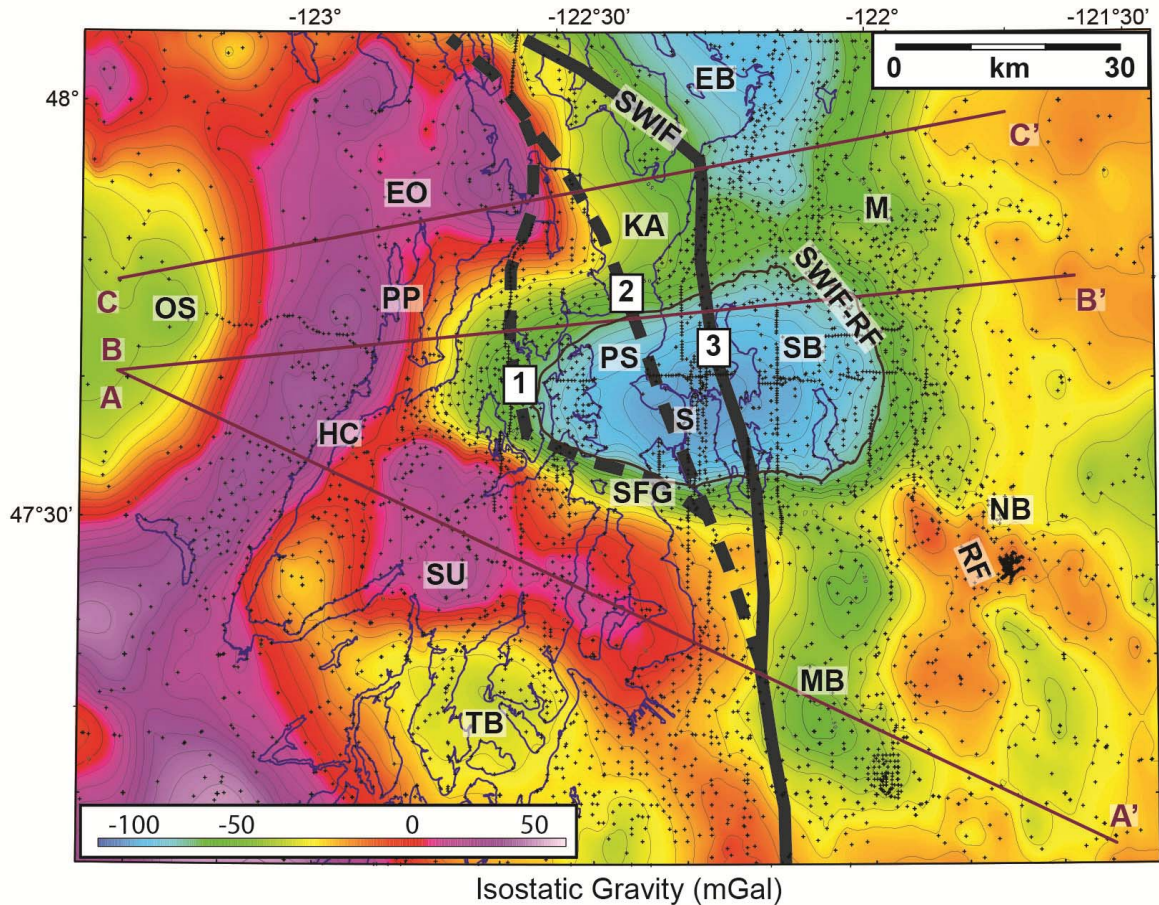 -123°
-122°30'
-122°
-121°30'
48°
47°30'
0 km 30
EB
SWIF
C'
EO
KA
M
C
OS
PP
2
SWIF-RF
B'
B
PS
3
SB
A
1
HC
S
SFG
NB
RF
SU
MB
TB
A'
-100 -50 0 50
Isostatic Gravity (mGal)